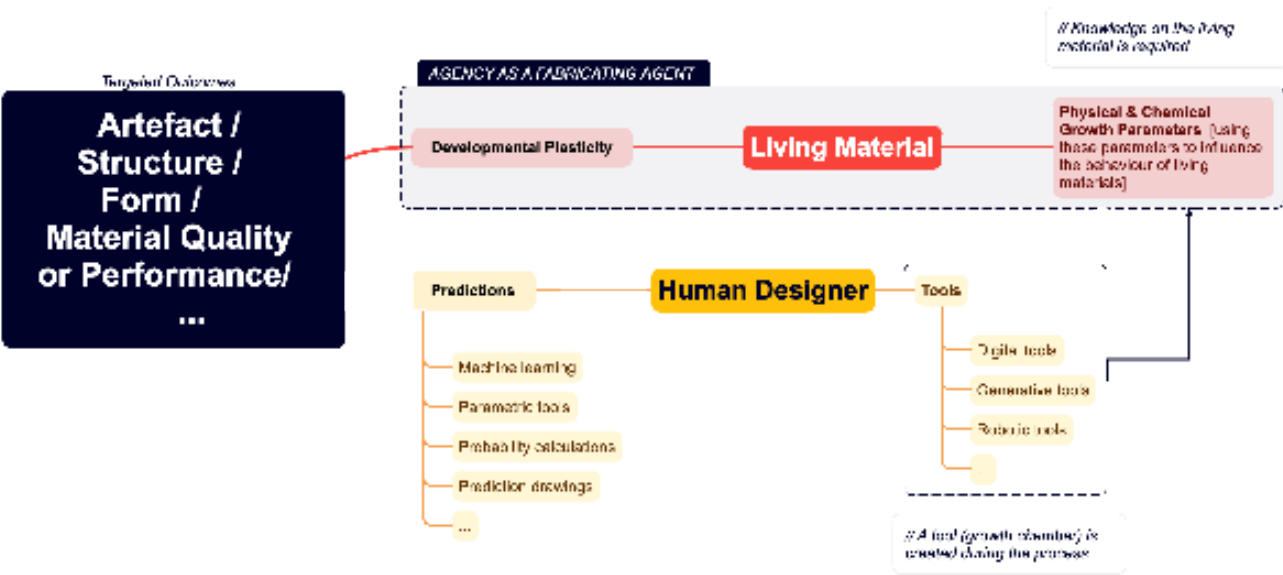 // Knowledge on the living
material is required
Targeted Outcomes
AGENCY AS A FABRICATING AGENT
Artefact /
Structure /
Form /
Material Quality
or Performance/
...
Developmental Plasticity
Living Material
Physical & Chemical
Growth Parameters [using
these parameters to influence
the behaviour of living
materials]
Predictions
Human Designer
Tools
Machine learning
Parametric tools
Probability calculations
Prediction drawings
...
Digital tools
Generative tools
Robotic tools
...
// A tool (growth chamber) is
created during the process